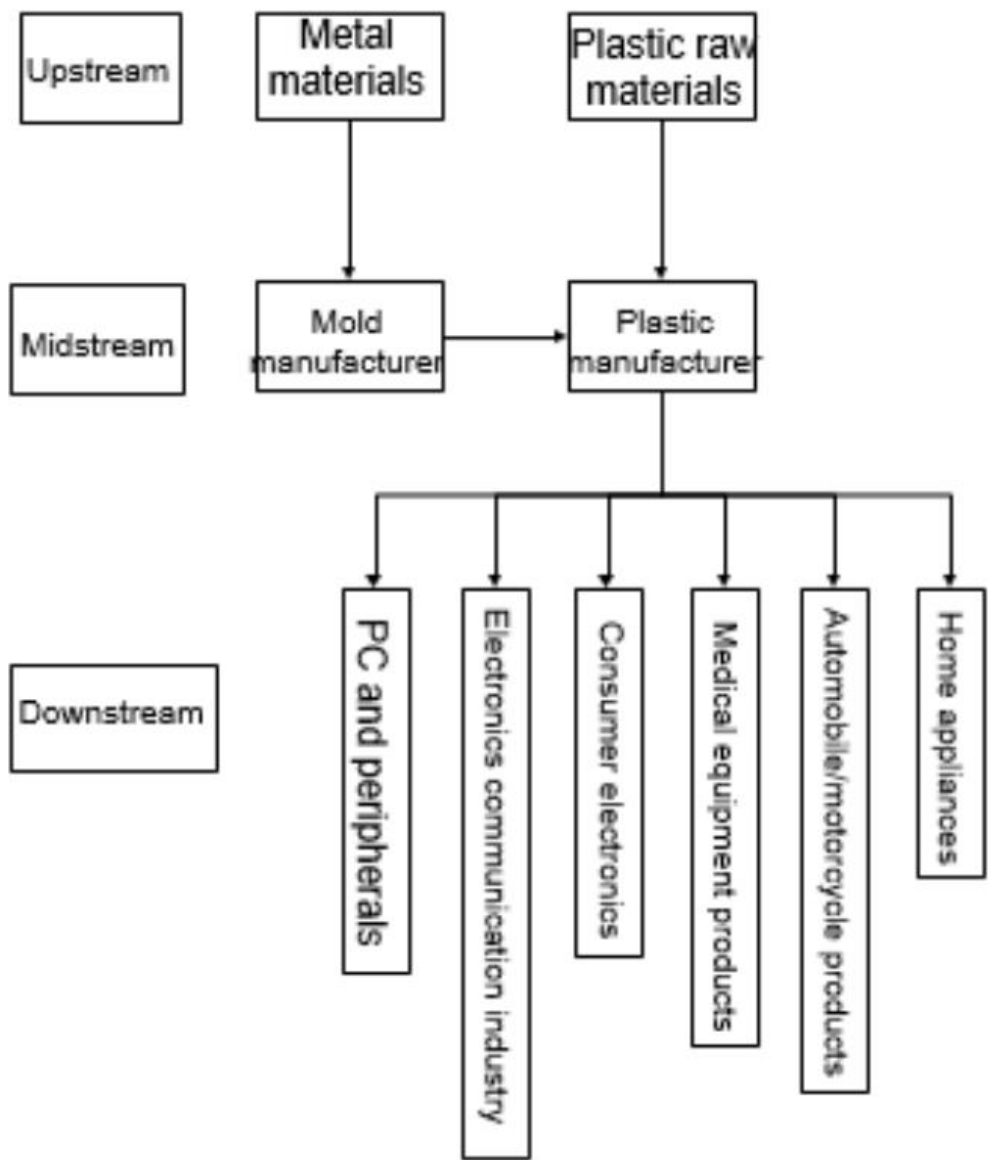 Upstream
Metal
materials
Plastic raw
materials
Midstream
Mold
manufacturer
Plastic
manufacturer
Downstream
PC and peripherals
Electronics communication industry
Consumer electronics
Medical equipment products
Automobile/motorcycle products
Home appliances